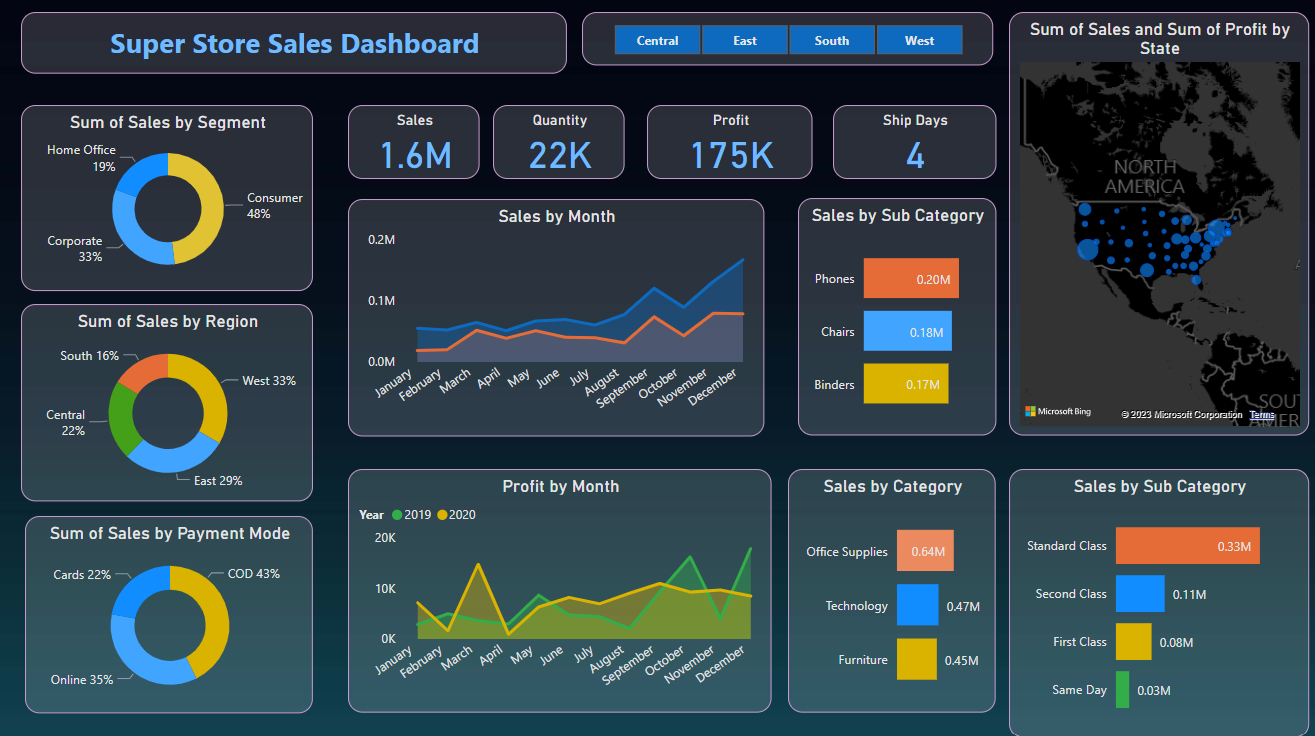 Super Store Sales Dashboard
Central
East
South
West
Sum of Sales and Sum of Profit by
State
NORTH
AMERICA
Microsoft Bing
© 2023 Microsoft Corporation
Terms
Sum of Sales by Segment
Home Office
19%
Consumer
48%
Corporate
33%
Sales
1.6M
Quantity
22K
Profit
175K
Ship Days
4
Sales by Month
0.2M
0.1M
0.0M
January
February
March
April
May
June
July
August
September
October
November
December
Sales by Sub Category
Phones
0.20M
Chairs
0.18M
Binders
0.17M
Sum of Sales by Region
South 16%
West 33%
Central
22%
East 29%
Sum of Sales by Payment Mode
Cards 22%
COD 43%
Online 35%
Profit by Month
Year
2019
2020
20K
10K
0K
January
February
March
April
May
June
July
August
September
October
November
December
Sales by Category
Office Supplies
0.64M
Technology
0.47M
Furniture
0.45M
Sales by Sub Category
Standard Class
0.33M
Second Class
0.11M
First Class
0.08M
Same Day
0.03M